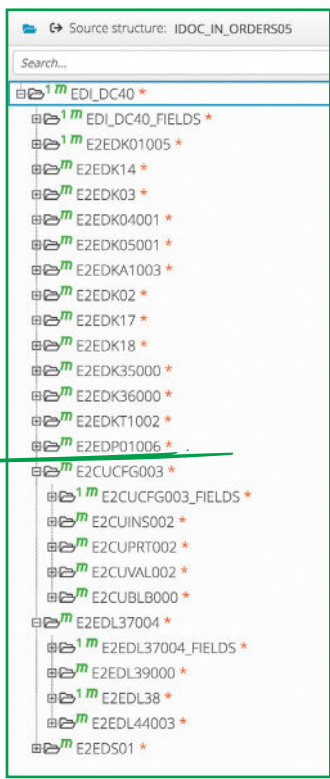 Source structure: IDOC_IN_ORDERS05
Search...
1 m EDI_DC40 *
1 m EDI_DC40_FIELDS *
1 m E2EDK01005 *
m E2EDK14 *
m E2EDK03 *
m E2EDK04001 *
m E2EDK05001 *
m E2EDKA1003 *
m E2EDK02 *
m E2EDK17 *
m E2EDK18 *
m E2EDK35000 *
m E2EDK36000 *
m E2EDKT1002 *
m E2EDP01006 *
m E2CUCFG003 *
1 m E2CUCFG003_FIELDS *
m E2CUINS002 *
m E2CUPRT002 *
m E2CUVAL002 *
m E2CUBLB000 *
m E2EDL37004 *
1 m E2EDL37004_FIELDS *
m E2EDL39000 *
1 m E2EDL38 *
m E2EDL44003 *
m E2EDS01 *